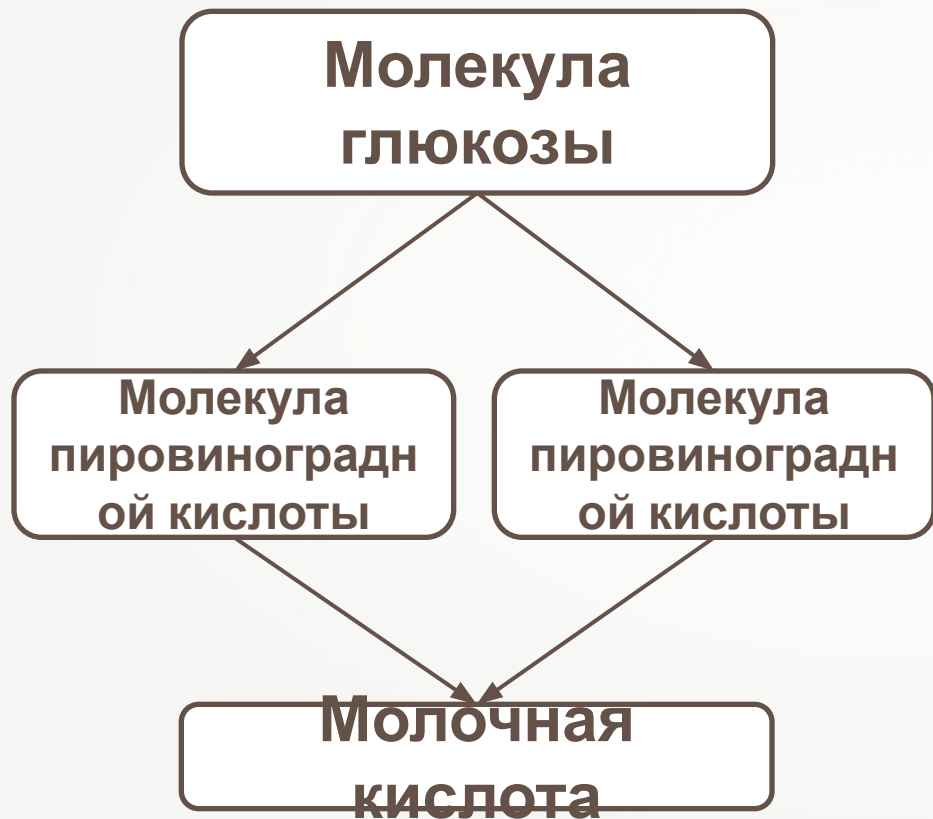 Молекула
глюкозы
Молекула
пировиноградн
ой кислоты
Молекула
пировиноградн
ой кислоты
Молочная
кислота